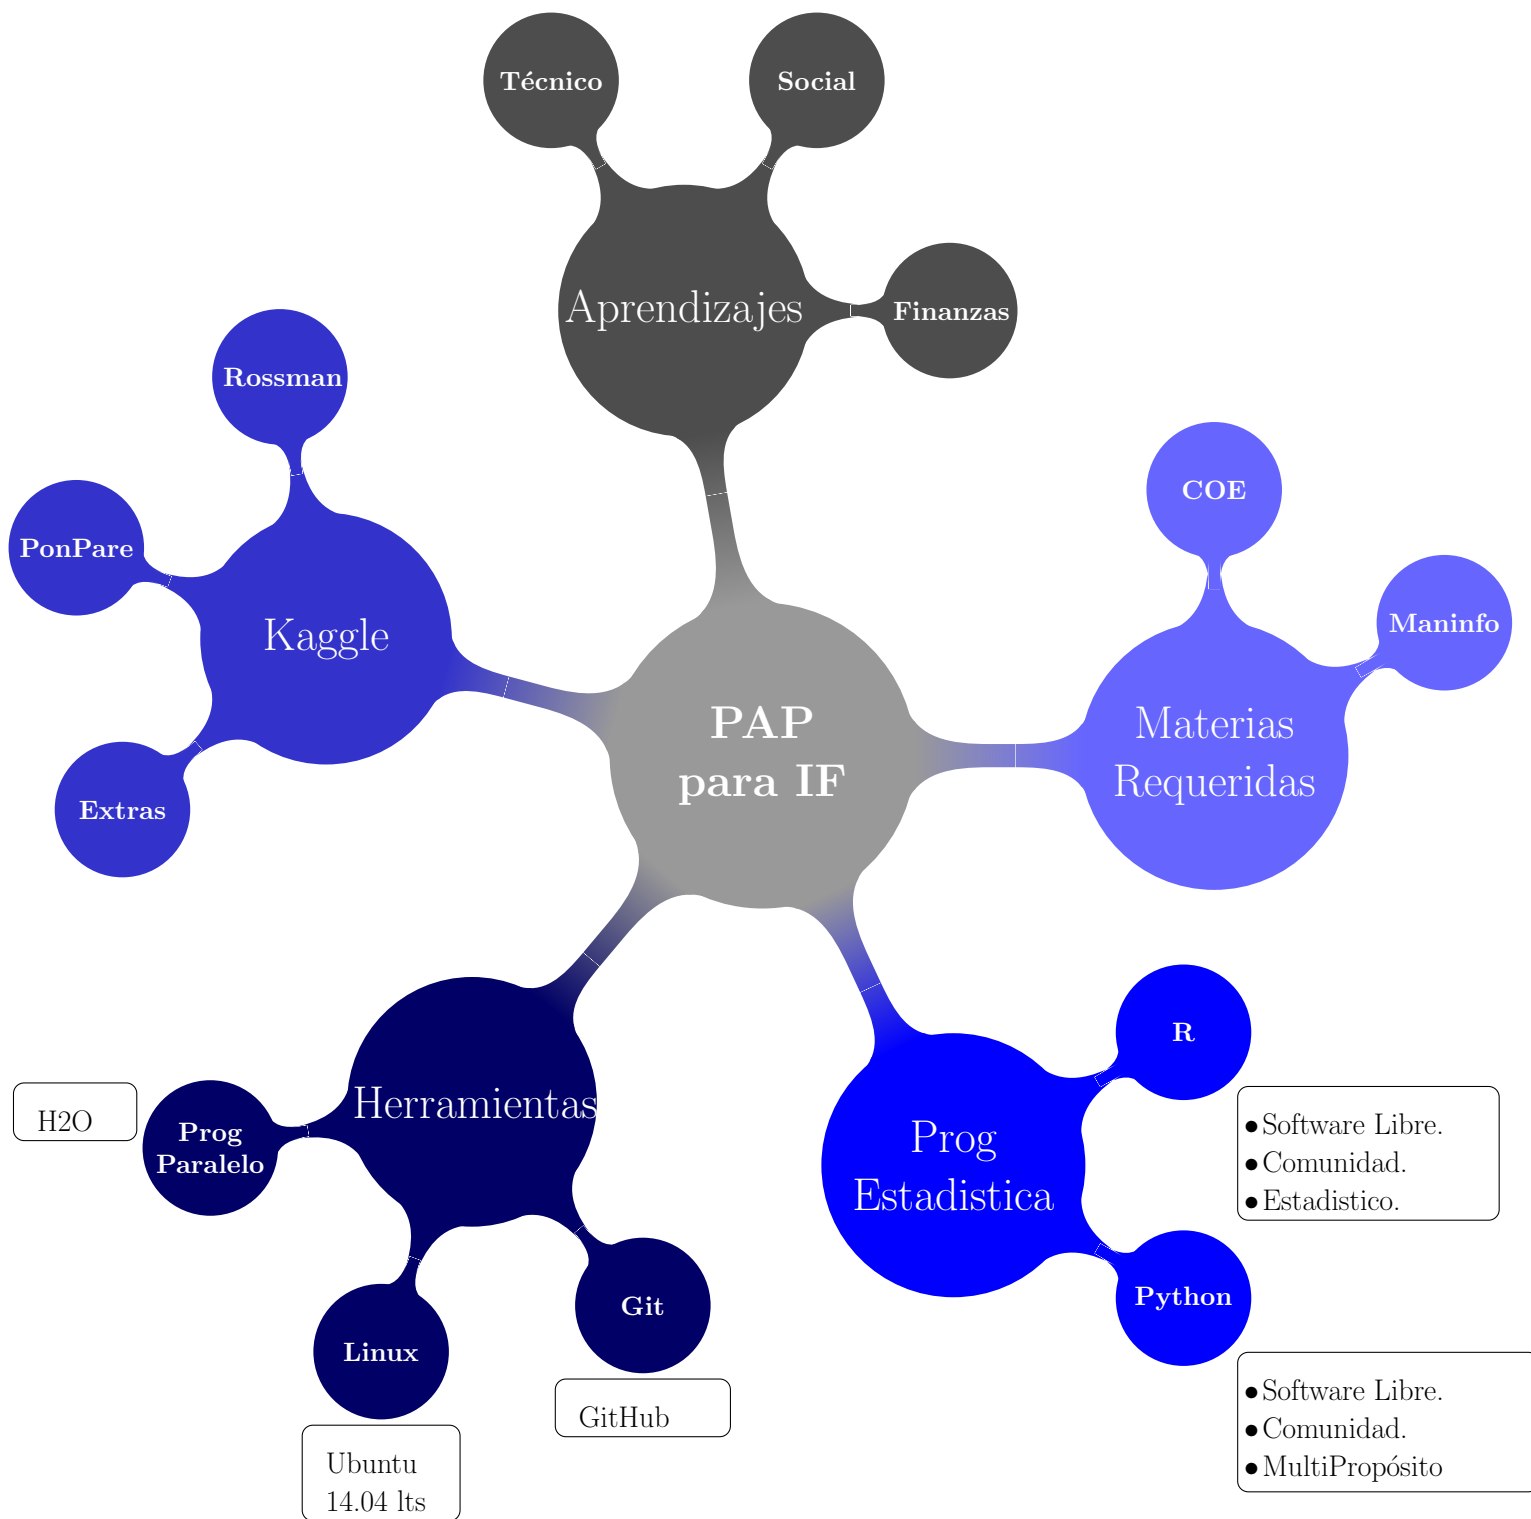 Técnico
Social
Aprendizajes
Finanzas
Rossman
PonPare
Kaggle
Extras
COE
Maninfo
Materias
Requeridas
PAP
para IF
Herramientas
H2O
Prog
Paralelo
Linux
Ubuntu
14.04 lts
Git
GitHub
Prog
Estadistica
R
• Software Libre.
• Comunidad.
• Estadistico.
Python
• Software Libre.
• Comunidad.
• MultiPropósito